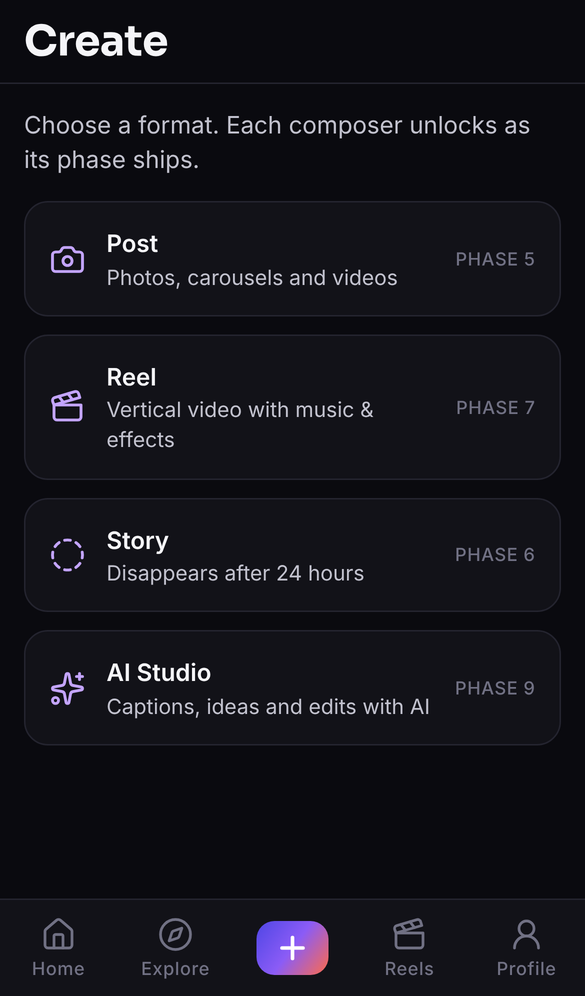 Create
Choose a format. Each composer unlocks as
its phase ships.
Post
Photos, carousels and videos
PHASE 5
Reel
Vertical video with music &
effects
PHASE 7
Story
Disappears after 24 hours
PHASE 6
AI Studio
Captions, ideas and edits with AI
PHASE 9
Home
Explore
Reels
Profile